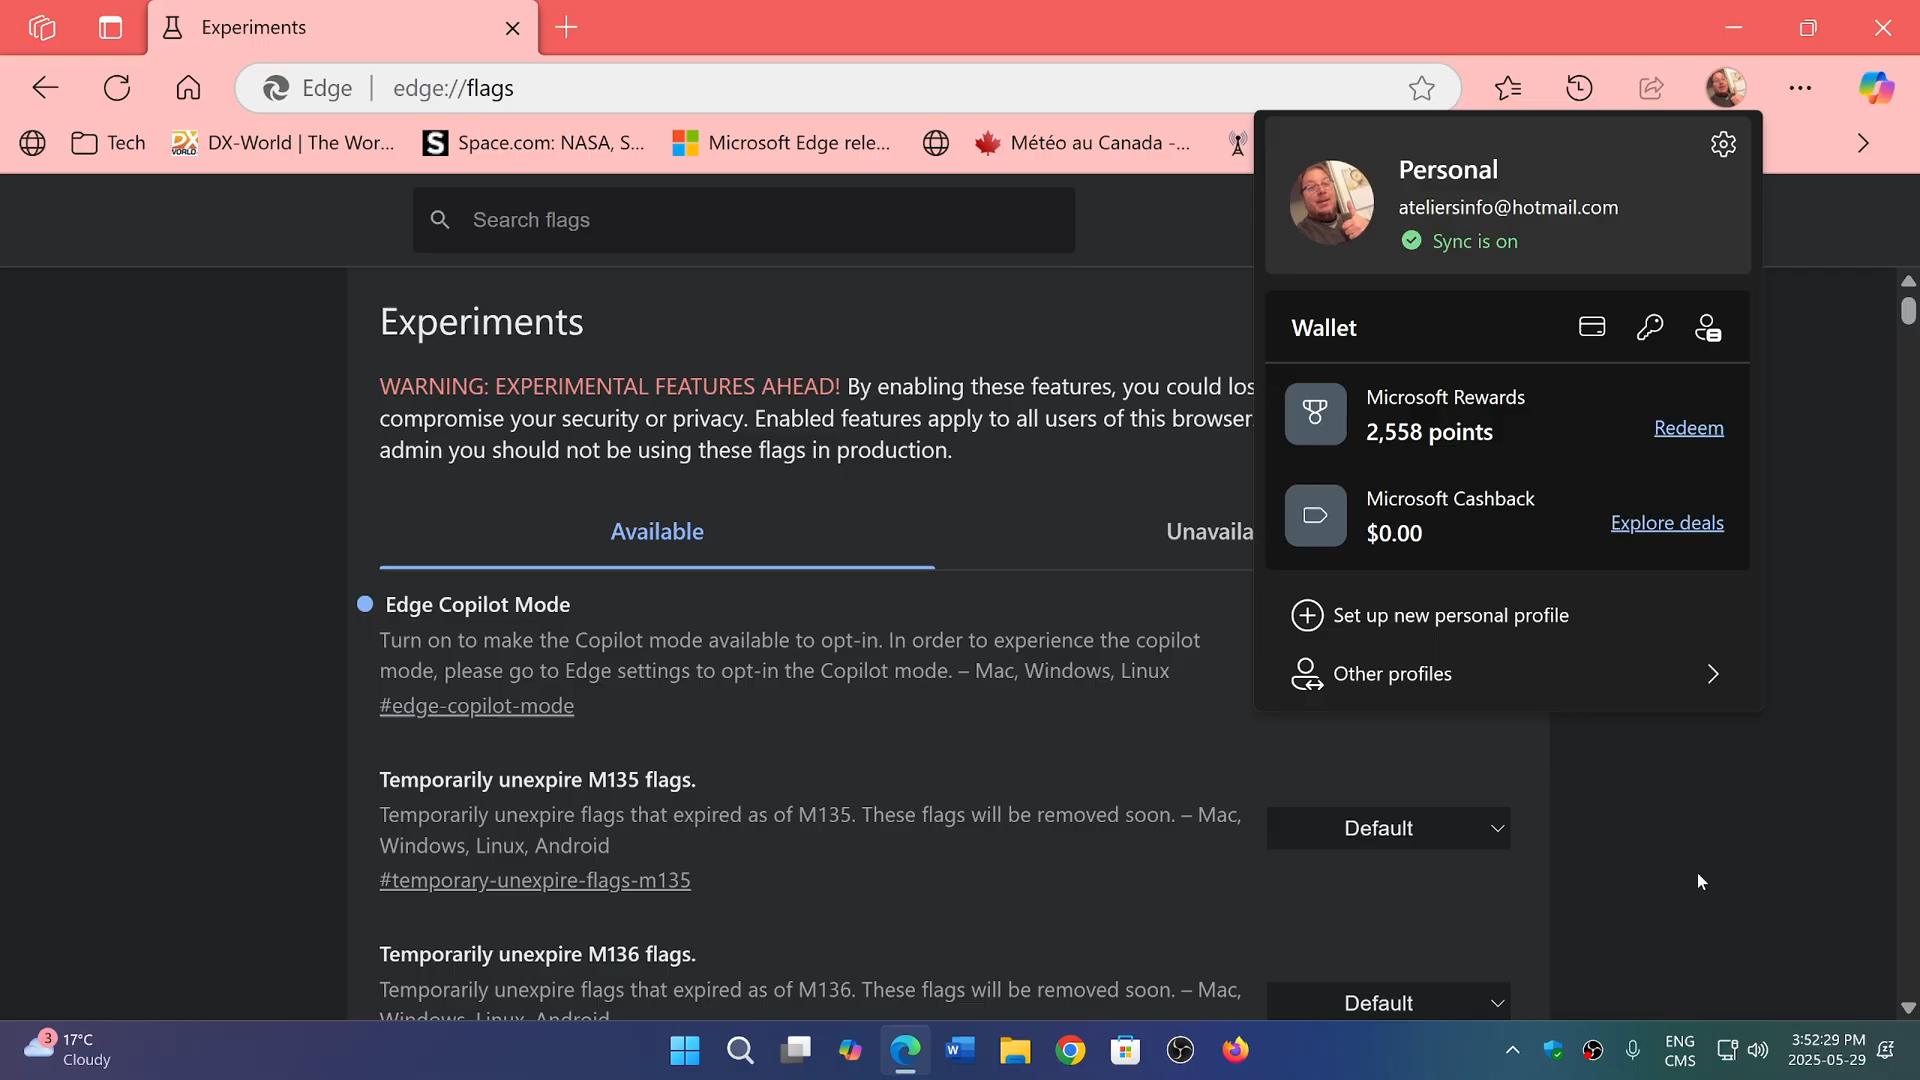 Experiments
Edge
edge://flags
Tech
DX-World | The Wor...
Space.com: NASA, S...
Microsoft Edge rele...
Météo au Canada -...
Search flags
Personal
ateliersinfo@hotmail.com
Sync is on
Wallet
Microsoft Rewards
2,558 points
Redeem
Microsoft Cashback
$0.00
Explore deals
Set up new personal profile
Other profiles
Experiments
WARNING: EXPERIMENTAL FEATURES AHEAD! By enabling these features, you could los
compromise your security or privacy. Enabled features apply to all users of this browser.
admin you should not be using these flags in production.
Available
Unavaila
Edge Copilot Mode
Turn on to make the Copilot mode available to opt-in. In order to experience the copilot
mode, please go to Edge settings to opt-in the Copilot mode. – Mac, Windows, Linux
#edge-copilot-mode
Temporarily unexpire M135 flags.
Temporarily unexpire flags that expired as of M135. These flags will be removed soon. – Mac,
Windows, Linux, Android
#temporary-unexpire-flags-m135
Default
Temporarily unexpire M136 flags.
Temporarily unexpire flags that expired as of M136. These flags will be removed soon. – Mac,
Windows, Linux, Android
Default
3
17°C
Cloudy
ENG
CMS
3:52:29 PM
2025-05-29